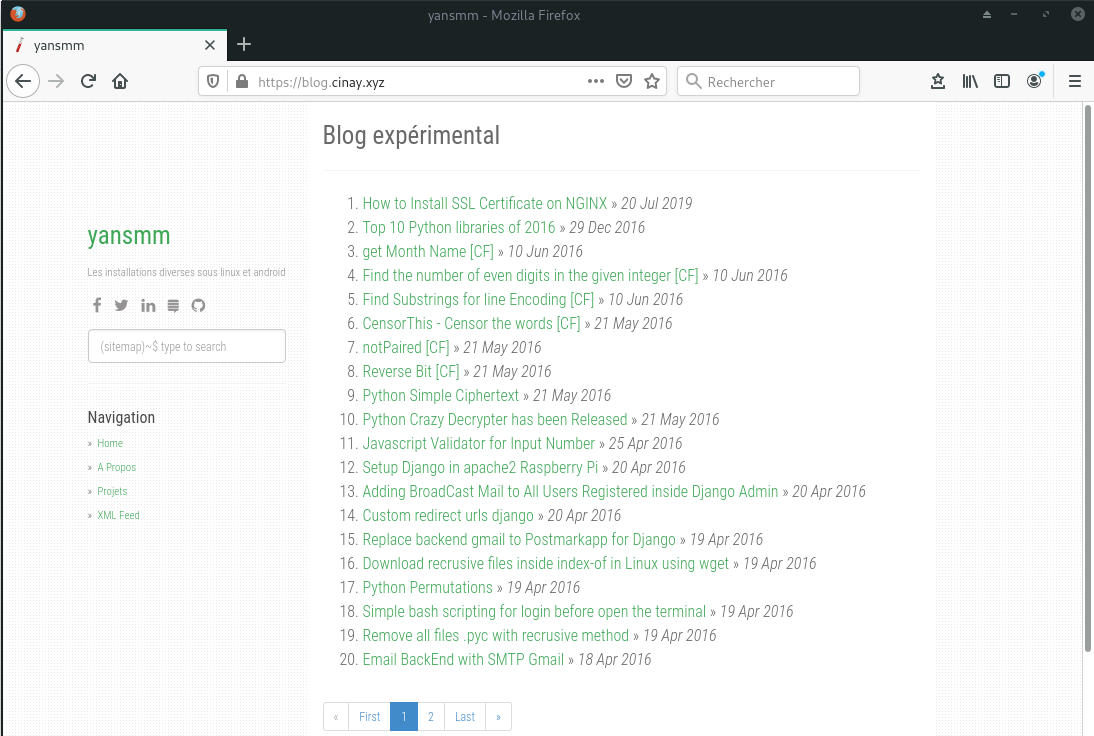 yansmm - Mozilla Firefox
yansmm
https://blog.cinay.xyz
Rechercher
Blog expérimental
yansmm
Les installations diverses sous linux et android
(sitemap)~$ type to search
Navigation
» Home
» A Propos
» Projets
» XML Feed
1. How to Install SSL Certificate on NGINX » 20 Jul 2019
2. Top 10 Python libraries of 2016 » 29 Dec 2016
3. get Month Name [CF] » 10 Jun 2016
4. Find the number of even digits in the given integer [CF] » 10 Jun 2016
5. Find Substrings for line Encoding [CF] » 10 Jun 2016
6. CensorThis - Censor the words [CF] » 21 May 2016
7. notPaired [CF] » 21 May 2016
8. Reverse Bit [CF] » 21 May 2016
9. Python Simple Ciphertext » 21 May 2016
10. Python Crazy Decrypter has been Released » 21 May 2016
11. Javascript Validator for Input Number » 25 Apr 2016
12. Setup Django in apache2 Raspberry Pi » 20 Apr 2016
13. Adding BroadCast Mail to All Users Registered inside Django Admin » 20 Apr 2016
14. Custom redirect urls django » 20 Apr 2016
15. Replace backend gmail to Postmarkapp for Django » 19 Apr 2016
16. Download recrusive files inside index-of in Linux using wget » 19 Apr 2016
17. Python Permutations » 19 Apr 2016
18. Simple bash scripting for login before open the terminal » 19 Apr 2016
19. Remove all files .pyc with recrusive method » 19 Apr 2016
20. Email BackEnd with SMTP Gmail » 18 Apr 2016
« First 1 2 Last »